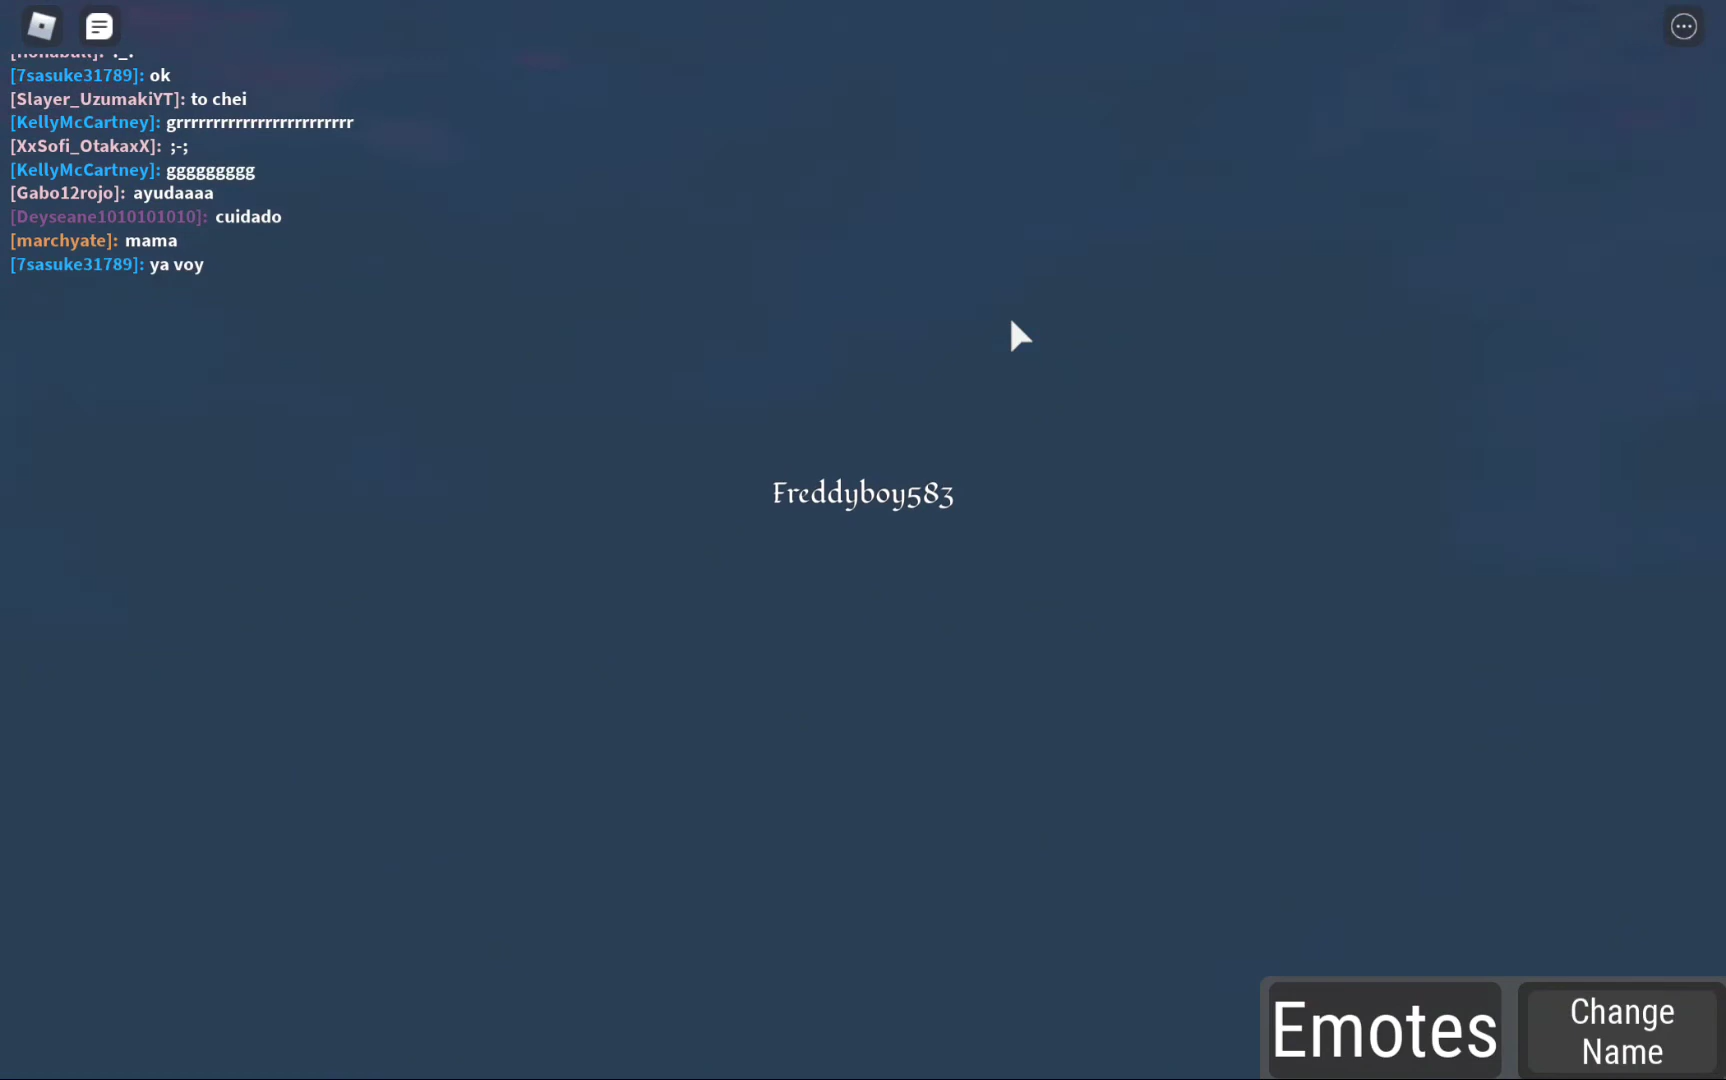 [7sasuke31789]: ok
[Slayer_UzumakiYT]: to chei
[KellyMcCartney]: grrrrrrrrrrrrrrrrrrrrrrrr
[XxSofi_OtakaxX]: ;-;
[KellyMcCartney]: ggggggggg
[Gabo12rojo]: ayudaaaa
[Deyseane1010101010]: cuidado
[marchyate]: mama
[7sasuke31789]: ya voy
Freddyboy583
Emotes
Change
Name